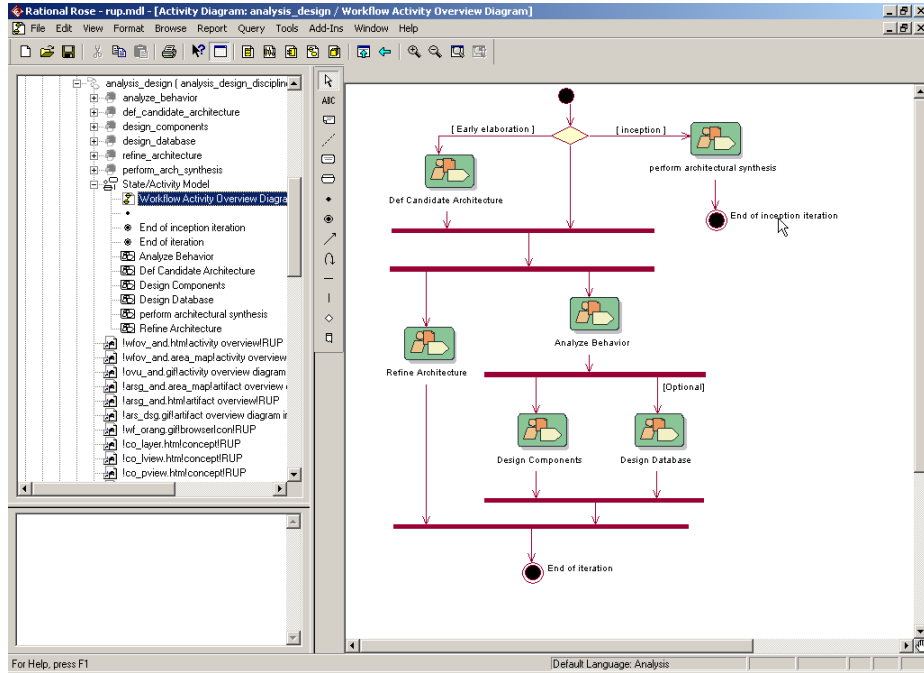 Rational Rose - rup.mdl - [Activity Diagram: analysis_design / Workflow Activity Overview Diagram]
File Edit View Format Browse Report Query Tools Add-Ins Window Help
analysis_design ( analysis_design_disciplin
analyze_behavior
def_candidate_architecture
design_components
design_database
refine_architecture
perform_arch_synthesis
State/Activity Model
Workflow Activity Overview Diagra
End of inception iteration
End of iteration
Analyze Behavior
Def Candidate Architecture
Design Components
Design Database
perform architectural synthesis
Refine Architecture
!wfov_and.htm!activity overview!RUP
!wfov_and.area_map!activity overview
!ovu_and.gif!activity overview diagram
!arsg_and.area_map!artifact overview
!arsg_and.htm!artifact overview!RUP
!ars_dsg.gif!artifact overview diagram i
!wf_orang.gif!browserIcon!RUP
!co_layer.htm!concept!RUP
!co_lview.htm!concept!RUP
!co_pview.htm!concept!RUP
ABC
[ Early elaboration ]
[ inception ]
perform architectural synthesis
Def Candidate Architecture
End of inception iteration
Analyze Behavior
Refine Architecture
[Optional]
Design Components
Design Database
End of iteration
For Help, press F1
Default Language: Analysis